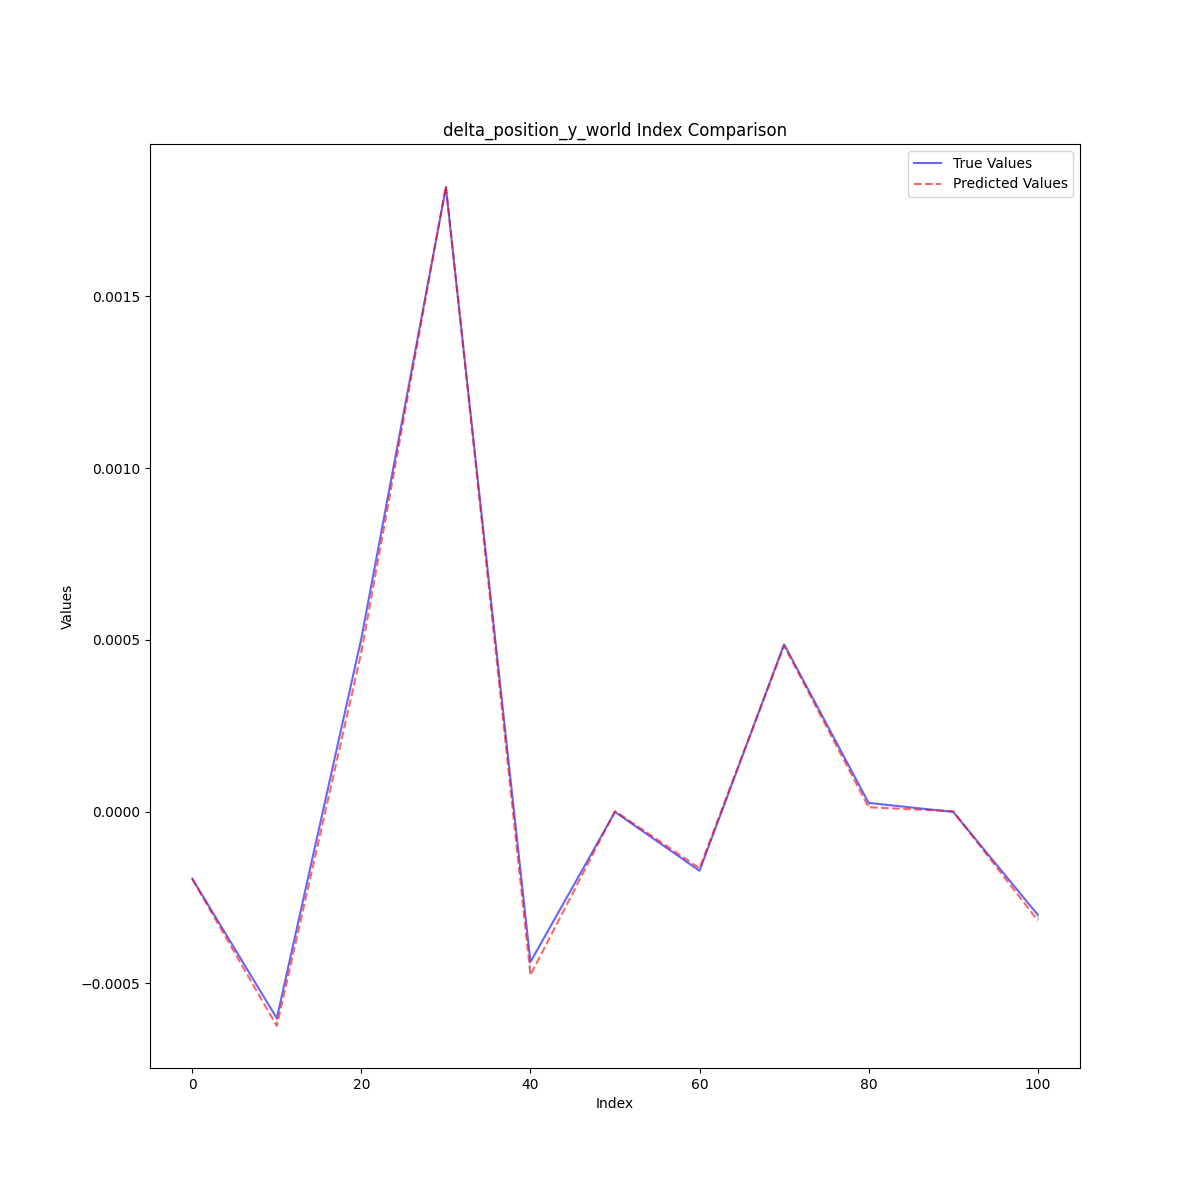 delta_position_y_world Index Comparison
True Values
Predicted Values
0.0015
0.0010
0.0005
0.0000
−0.0005
Values
0 20 40 60 80 100
Index